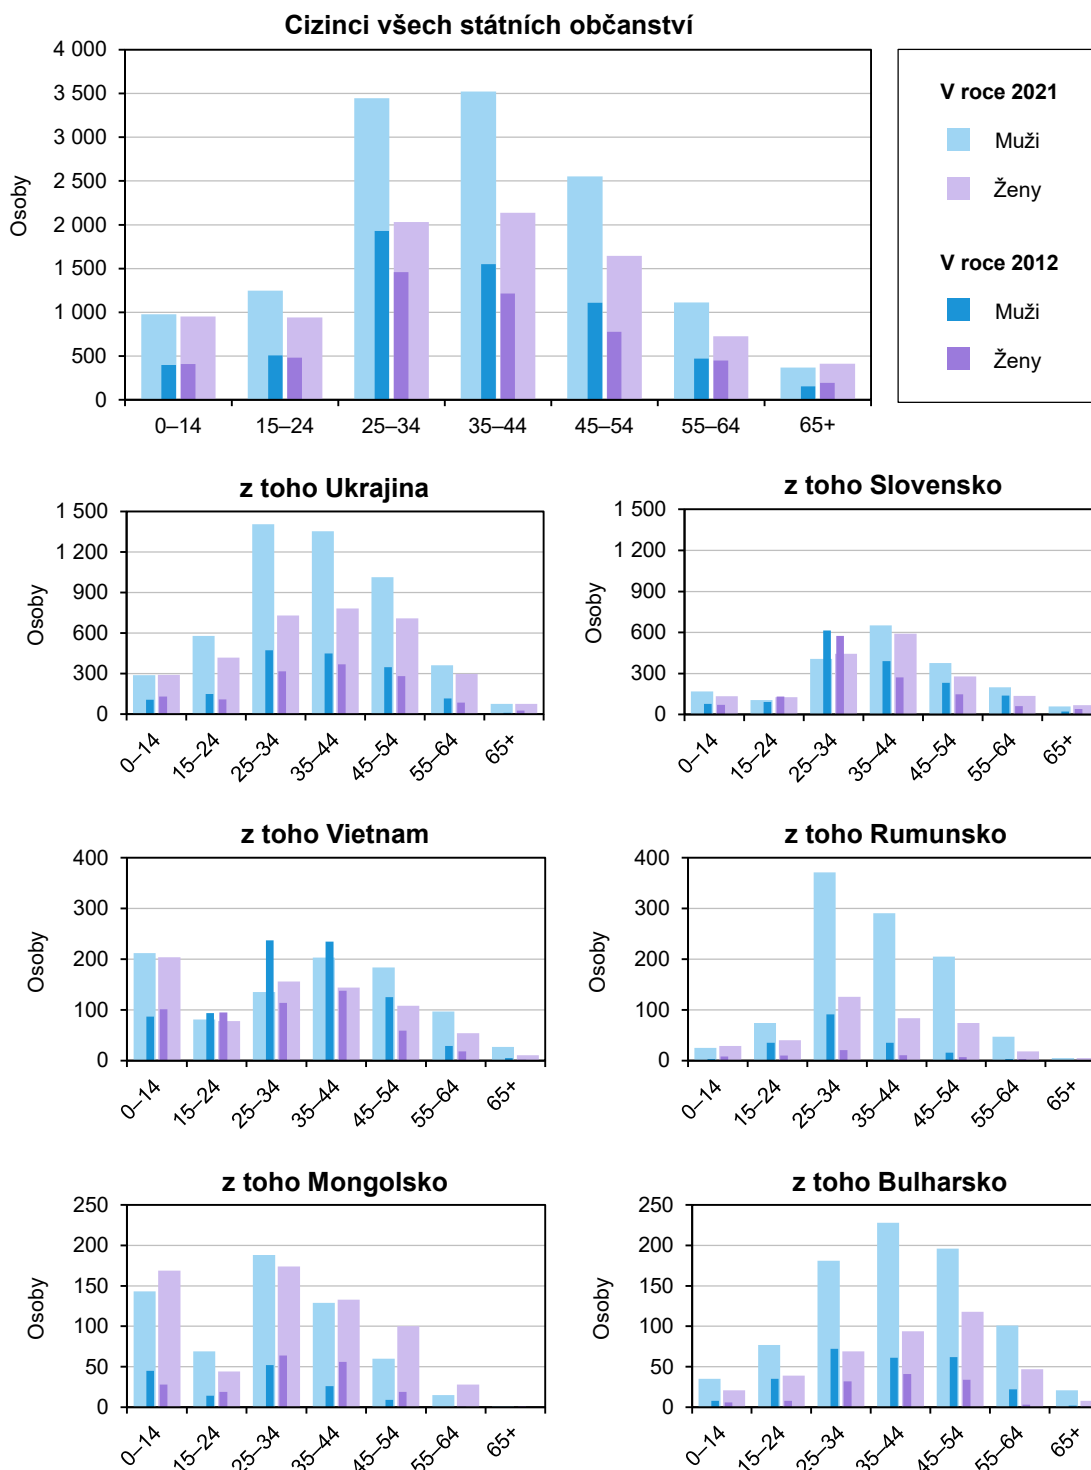 Cizinci všech státních občanství
4 000
3 500
3 000
2 500
2 000
1 500
1 000
500
0
Osoby
0–14 15–24 25–34 35–44 45–54 55–64 65+
V roce 2021
Muži
Ženy
V roce 2012
Muži
Ženy
z toho Ukrajina
1 500
1 200
900
600
300
0
Osoby
0–14 15–24 25–34 35–44 45–54 55–64 65+
z toho Slovensko
1 500
1 200
900
600
300
0
Osoby
0–14 15–24 25–34 35–44 45–54 55–64 65+
z toho Vietnam
400
300
200
100
0
Osoby
0–14 15–24 25–34 35–44 45–54 55–64 65+
z toho Rumunsko
400
300
200
100
0
Osoby
0–14 15–24 25–34 35–44 45–54 55–64 65+
z toho Mongolsko
250
200
150
100
50
0
Osoby
0–14 15–24 25–34 35–44 45–54 55–64 65+
z toho Bulharsko
250
200
150
100
50
0
Osoby
0–14 15–24 25–34 35–44 45–54 55–64 65+